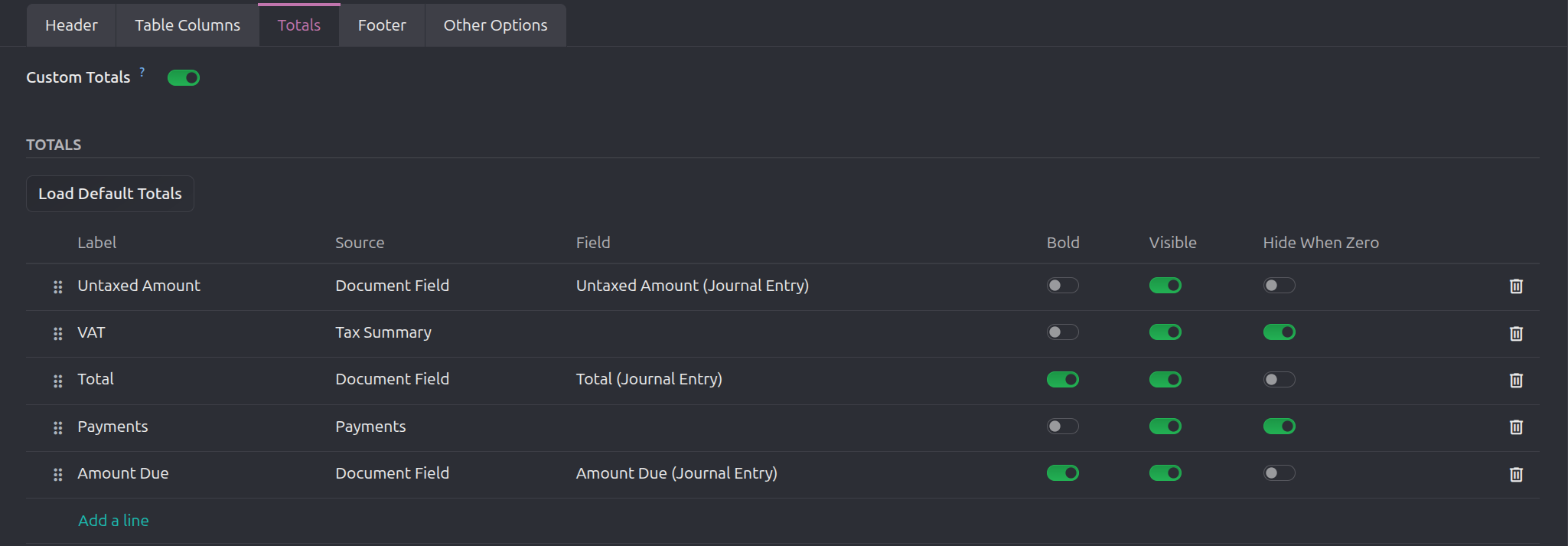 Header Table Columns Totals Footer Other Options
Custom Totals ?
TOTALS
Load Default Totals
Label Source Field Bold Visible Hide When Zero
Untaxed Amount Document Field Untaxed Amount (Journal Entry)
VAT Tax Summary
Total Document Field Total (Journal Entry)
Payments Payments
Amount Due Document Field Amount Due (Journal Entry)
Add a line